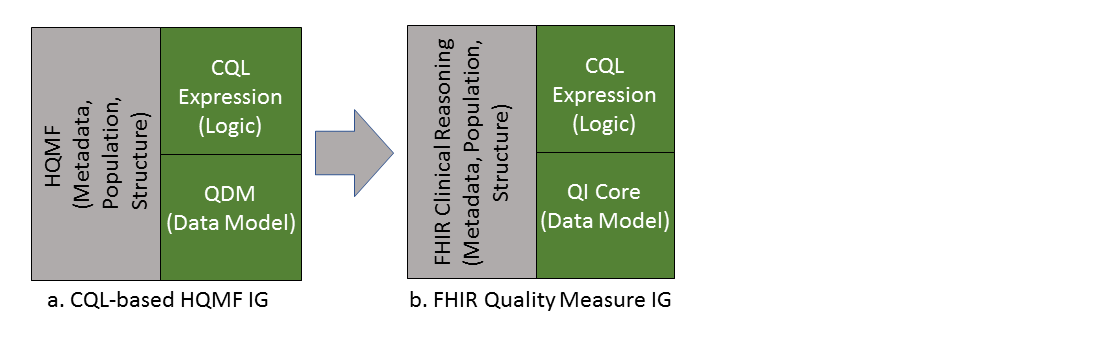 HQMF
(Metadata,
Population,
Structure)
CQL
Expression
(Logic)
QDM
(Data Model)
a. CQL-based HQMF IG
FHIR Clinical Reasoning
(Metadata, Population,
Structure)
CQL
Expression
(Logic)
QI Core
(Data Model)
b. FHIR Quality Measure IG